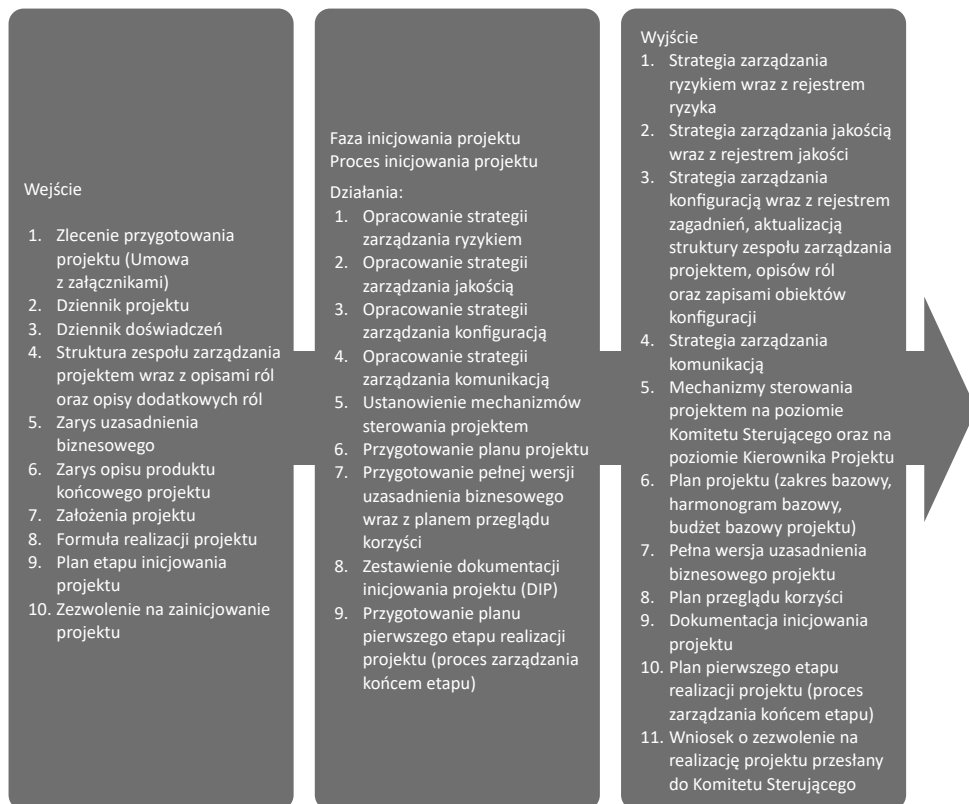 Wejście
1. Zlecenie przygotowania
projektu (Umowa
z załącznikami)
2. Dziennik projektu
3. Dziennik doświadczeń
4. Struktura zespołu zarządzania
projektem wraz z opisami ról
oraz opisy dodatkowych ról
5. Zarys uzasadnienia
biznesowego
6. Zarys opisu produktu
końcowego projektu
7. Założenia projektu
8. Formuła realizacji projektu
9. Plan etapu inicjowania
projektu
10. Zezwolenie na zainicjowanie
projektu
Faza inicjowania projektu
Proces inicjowania projektu
Działania:
1. Opracowanie strategii
zarządzania ryzykiem
2. Opracowanie strategii
zarządzania jakością
3. Opracowanie strategii
zarządzania konfiguracją
4. Opracowanie strategii
zarządzania komunikacją
5. Ustanowienie mechanizmów
sterowania projektem
6. Przygotowanie planu projektu
7. Przygotowanie pełnej wersji
uzasadnienia biznesowego
wraz z planem przeglądu
korzyści
8. Zestawienie dokumentacji
inicjowania projektu (DIP)
9. Przygotowanie planu
pierwszego etapu realizacji
projektu (proces zarządzania
końcem etapu)
Wyjście
1. Strategia zarządzania
ryzykiem wraz z rejestrem
ryzyka
2. Strategia zarządzania jakością
wraz z rejestrem jakości
3. Strategia zarządzania
konfiguracją wraz z rejestrem
zagadnień, aktualizacją
struktury zespołu zarządzania
projektem, opisów ról
oraz zapisami obiektów
konfiguracji
4. Strategia zarządzania
komunikacją
5. Mechanizmy sterowania
projektem na poziomie
Komitetu Sterującego oraz na
poziomie Kierownika Projektu
6. Plan projektu (zakres bazowy,
harmonogram bazowy,
budżet bazowy projektu)
7. Pełna wersja uzasadnienia
biznesowego projektu
8. Plan przeglądu korzyści
9. Dokumentacja inicjowania
projektu
10. Plan pierwszego etapu
realizacji projektu (proces
zarządzania końcem etapu)
11. Wniosek o zezwolenie na
realizację projektu przesłany
do Komitetu Sterującego